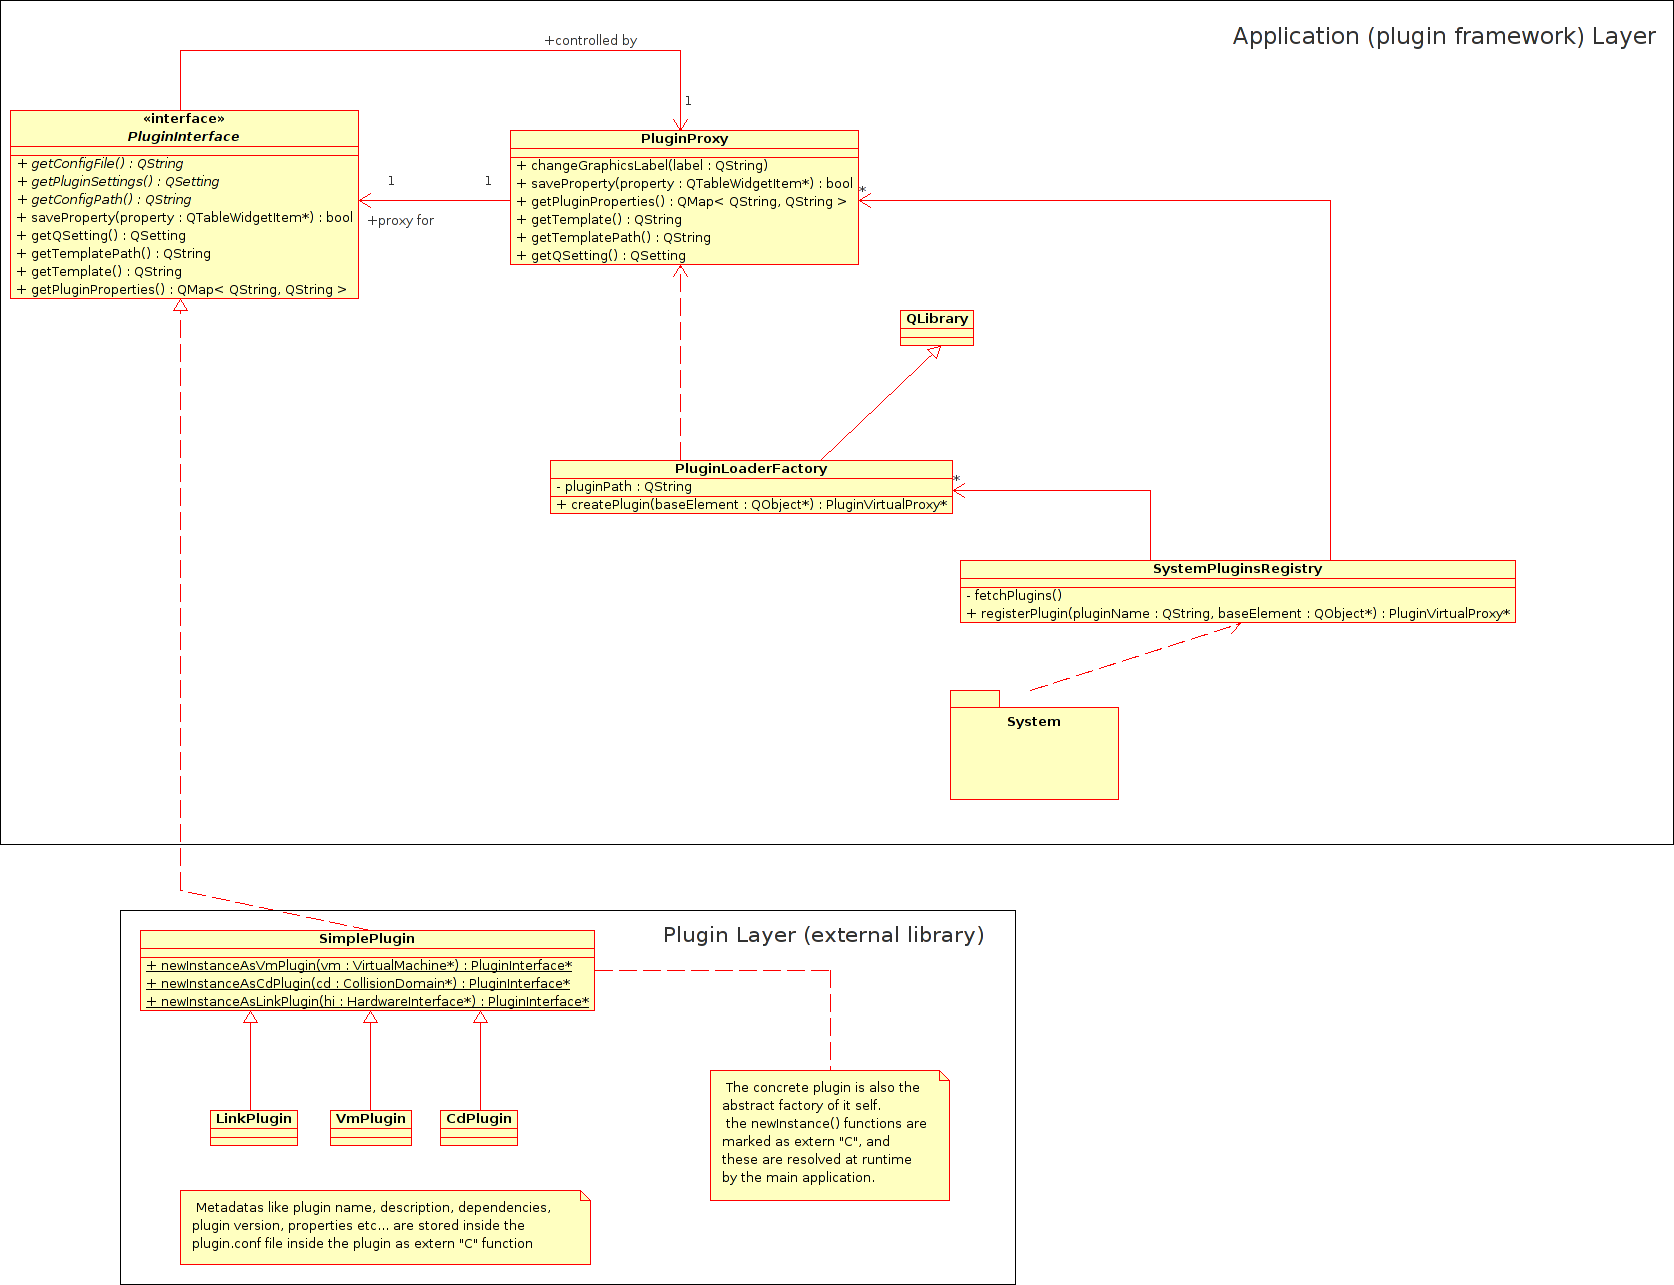 Application (plugin framework) Layer
+controlled by
1
«interface»
PluginInterface
+ getConfigFile() : QString
+ getPluginSettings() : QSetting
+ getConfigPath() : QString
+ saveProperty(property : QTableWidgetItem*) : bool
+ getQSetting() : QSetting
+ getTemplatePath() : QString
+ getTemplate() : QString
+ getPluginProperties() : QMap< QString, QString >
1
1
+proxy for
PluginProxy
+ changeGraphicsLabel(label : QString)
+ saveProperty(property : QTableWidgetItem*) : bool
+ getPluginProperties() : QMap< QString, QString >
+ getTemplate() : QString
+ getTemplatePath() : QString
+ getQSetting() : QSetting
*
QLibrary
PluginLoaderFactory
- pluginPath : QString
+ createPlugin(baseElement : QObject*) : PluginVirtualProxy*
*
SystemPluginsRegistry
- fetchPlugins()
+ registerPlugin(pluginName : QString, baseElement : QObject*) : PluginVirtualProxy*
System
Plugin Layer (external library)
SimplePlugin
+ newInstanceAsVmPlugin(vm : VirtualMachine*) : PluginInterface*
+ newInstanceAsCdPlugin(cd : CollisionDomain*) : PluginInterface*
+ newInstanceAsLinkPlugin(hi : HardwareInterface*) : PluginInterface*
LinkPlugin
VmPlugin
CdPlugin
The concrete plugin is also the
abstract factory of it self.
the newInstance() functions are
marked as extern "C", and
these are resolved at runtime
by the main application.
Metadatas like plugin name, description, dependencies,
plugin version, properties etc... are stored inside the
plugin.conf file inside the plugin as extern "C" function